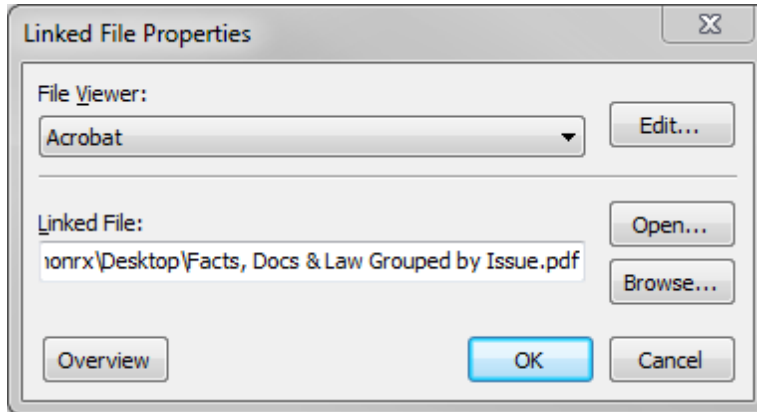 Linked File Properties
File Viewer:
Acrobat
Edit...
Linked File:
Open...
\Desktop\Facts, Docs & Law Grouped by Issue.pdf
Browse...
Overview
OK
Cancel